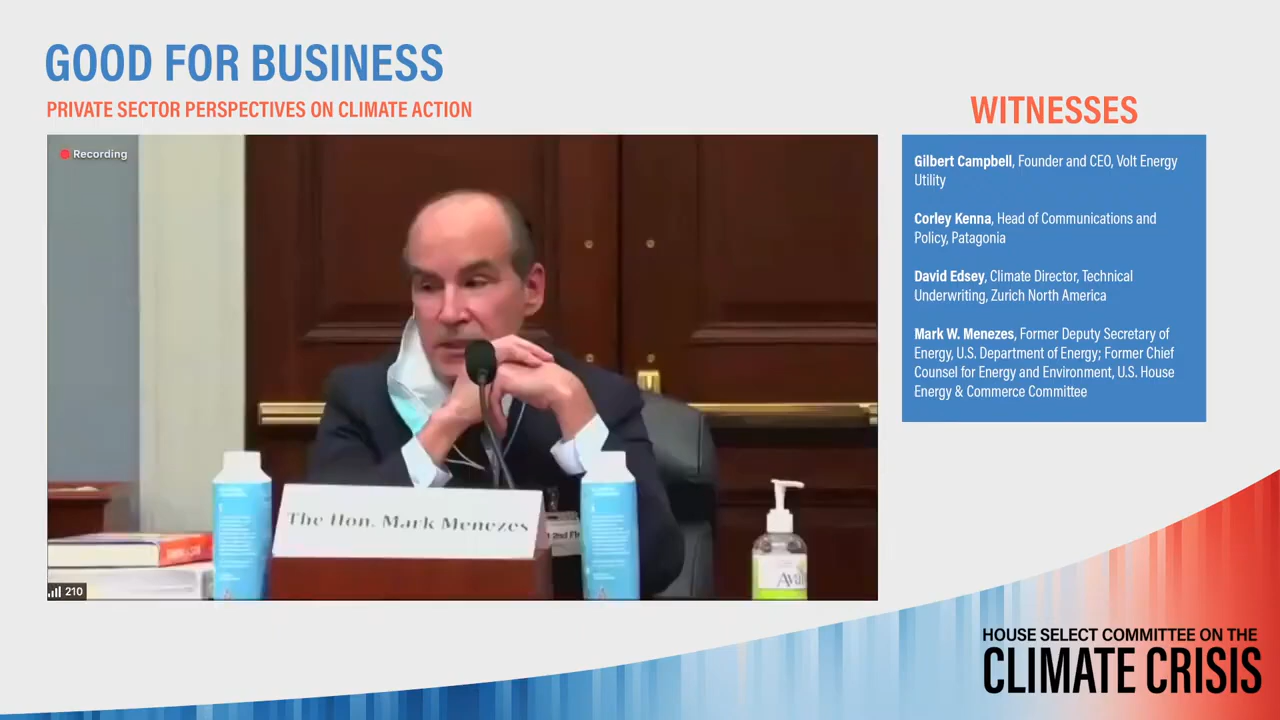 GOOD FOR BUSINESS
PRIVATE SECTOR PERSPECTIVES ON CLIMATE ACTION
WITNESSES
Gilbert Campbell, Founder and CEO, Volt Energy
Utility
Corley Kenna, Head of Communications and
Policy, Patagonia
David Edsey, Climate Director, Technical
Underwriting, Zurich North America
Mark W. Menezes, Former Deputy Secretary of
Energy, U.S. Department of Energy; Former Chief
Counsel for Energy and Environment, U.S. House
Energy & Commerce Committee
Recording
The Hon. Mark Menezes
210
HOUSE SELECT COMMITTEE ON THE
CLIMATE CRISIS